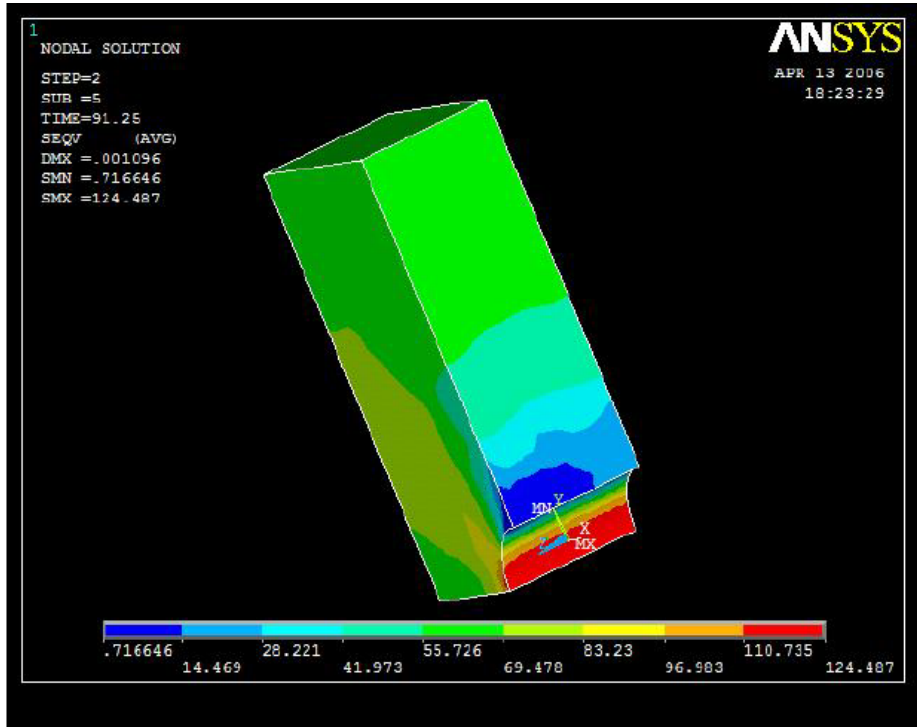 1
NODAL SOLUTION
STEP=2
SUB =5
TIME=91.25
SEQV (AVG)
DMX =.001096
SMN =.716646
SMX =124.487
ANSYS
APR 13 2006
18:23:29
Y
MN
X
Z
MX
.716646 28.221 55.726 83.23 110.735
14.469 41.973 69.478 96.983 124.487